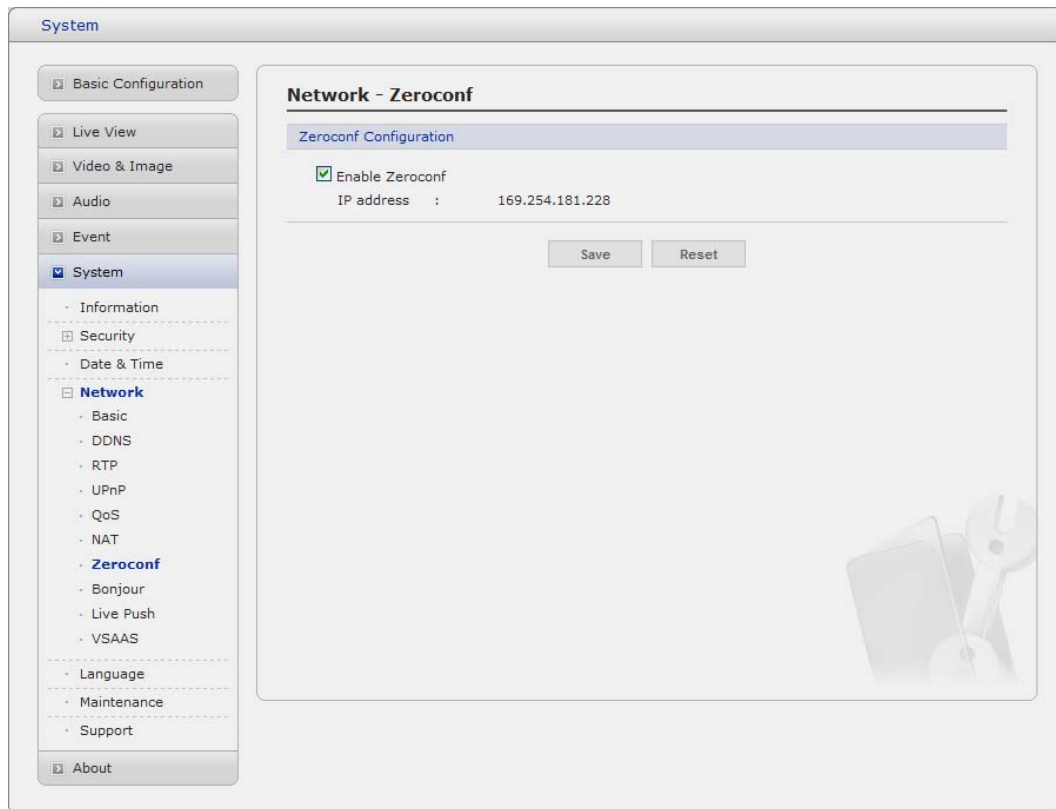 System
Basic Configuration
Live View
Video & Image
Audio
Event
System
Information
Security
Date & Time
Network
Basic
DDNS
RTP
UPnP
QoS
NAT
Zeroconf
Bonjour
Live Push
VSAAS
Language
Maintenance
Support
About
Network - Zeroconf
Zeroconf Configuration
Enable Zeroconf
IP address : 169.254.181.228
Save Reset